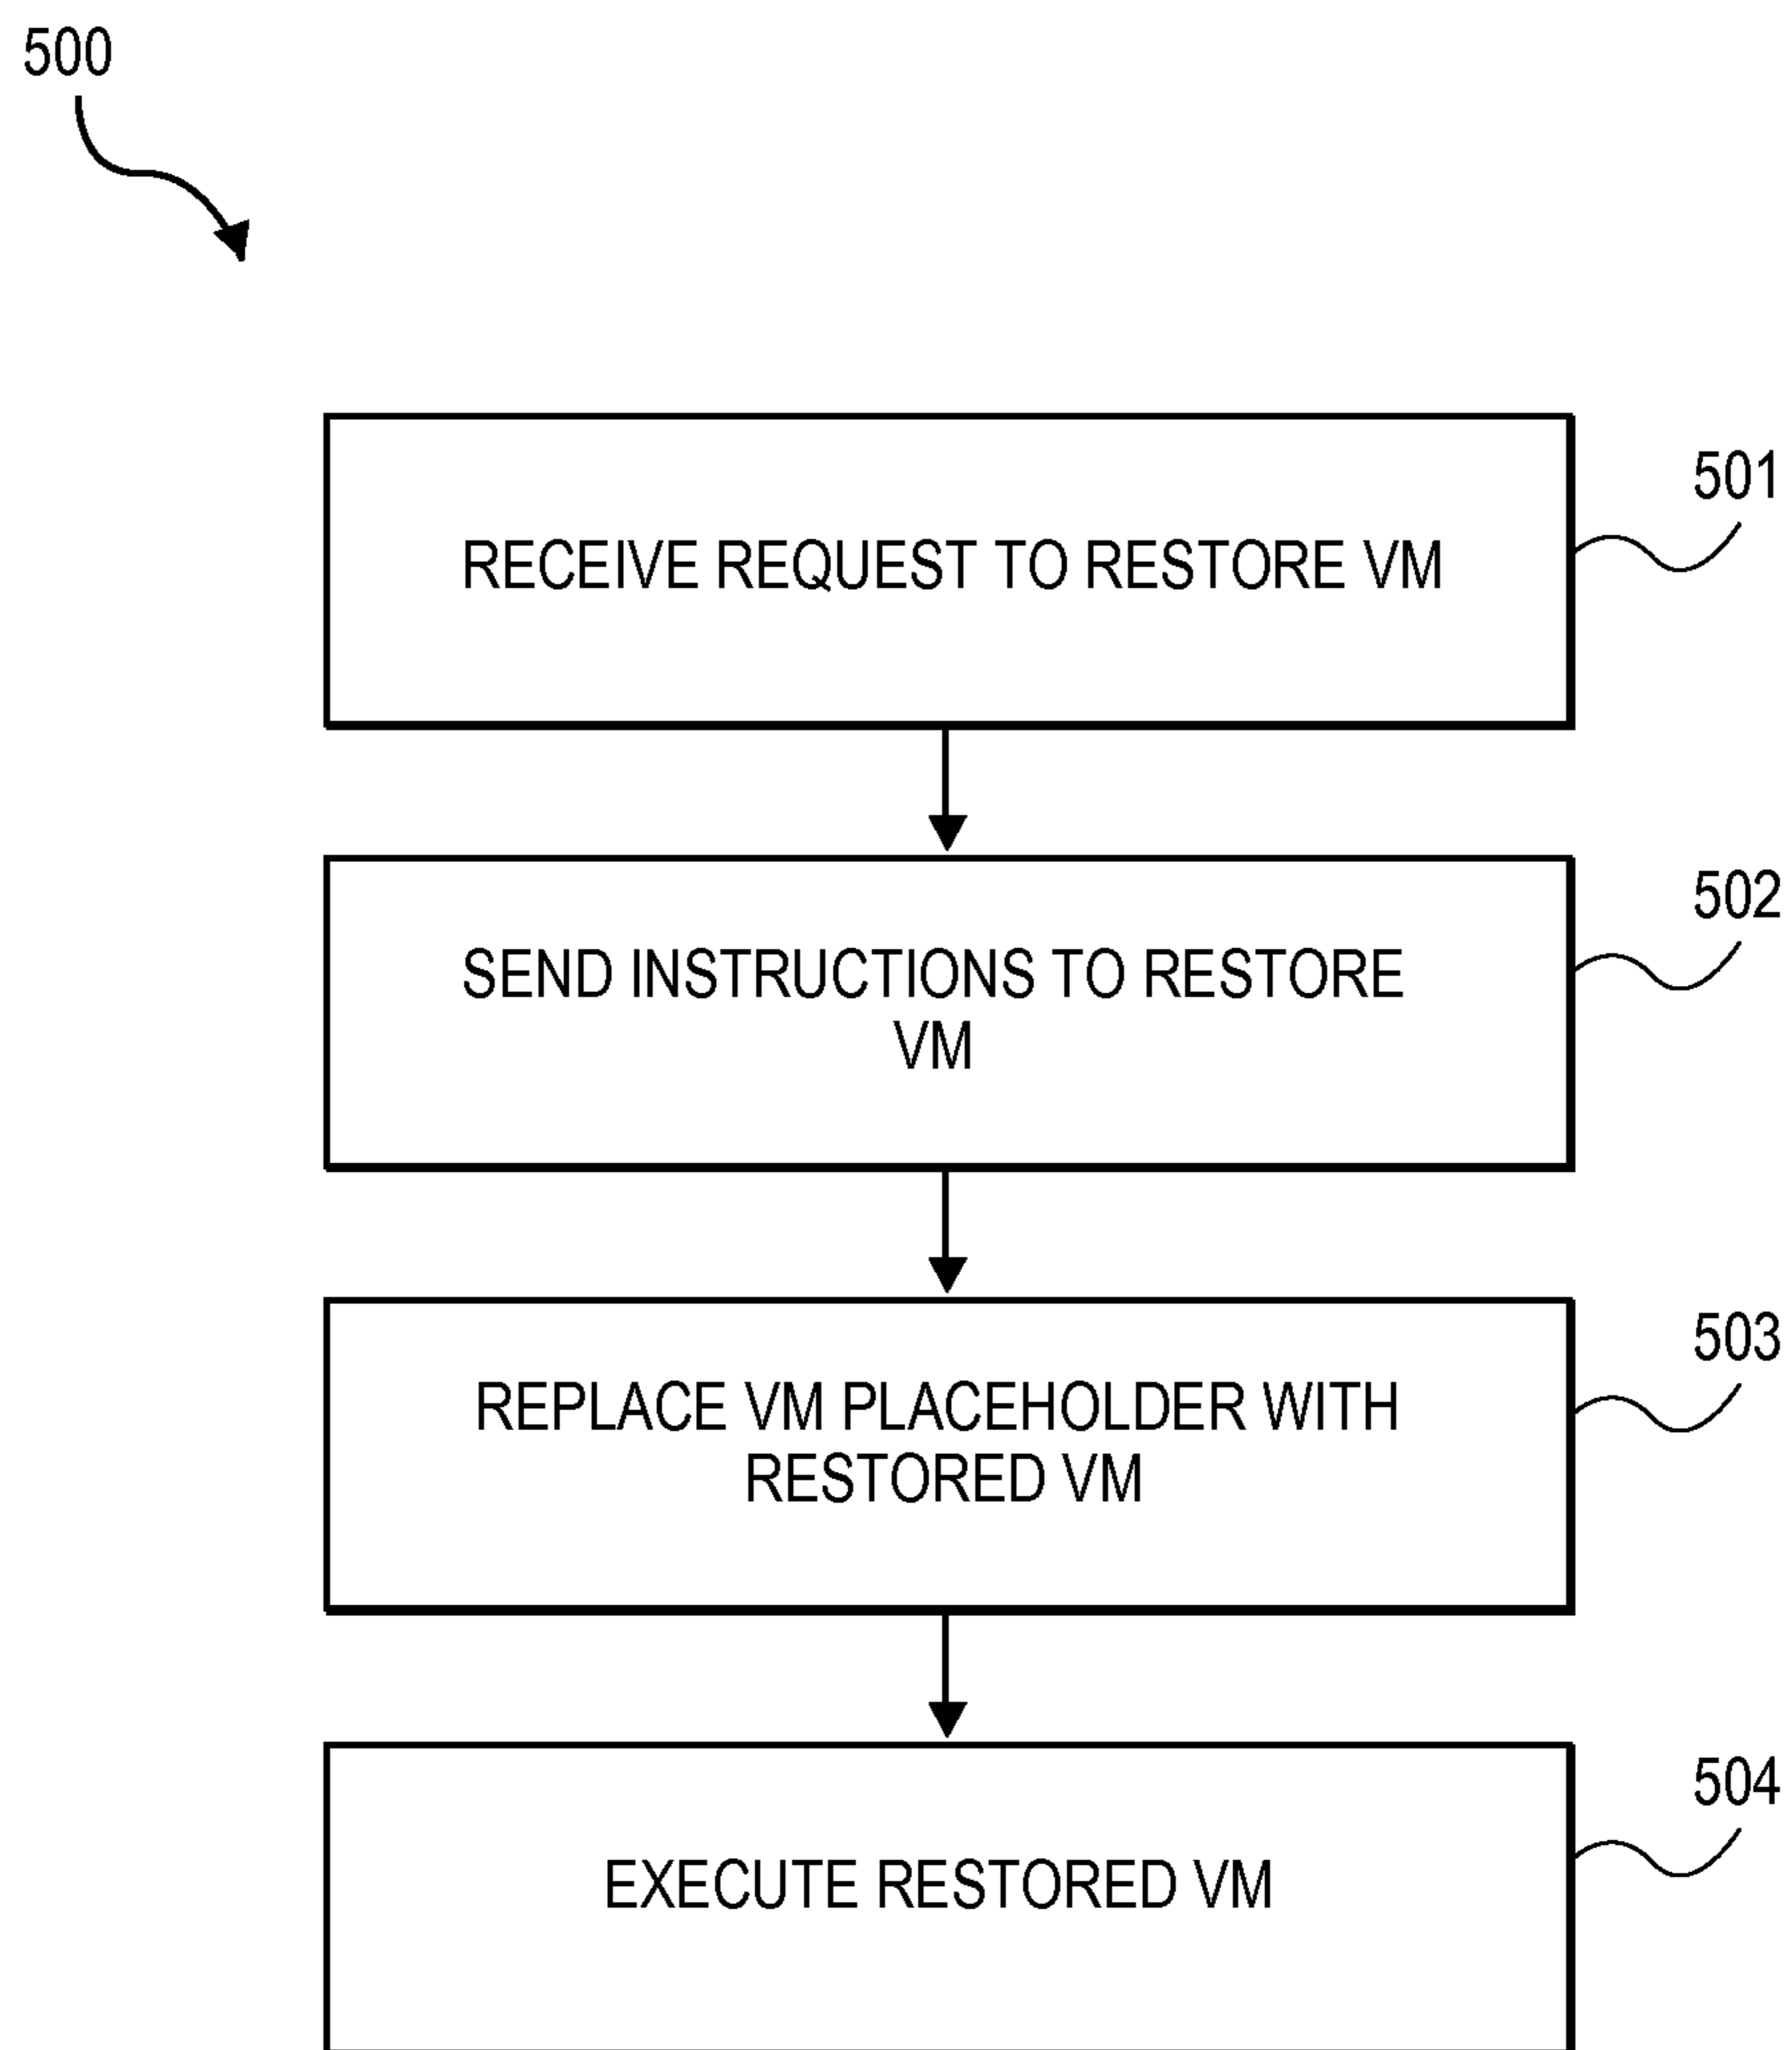 500
RECEIVE REQUEST TO RESTORE VM
501
SEND INSTRUCTIONS TO RESTORE
VM
502
REPLACE VM PLACEHOLDER WITH
RESTORED VM
503
EXECUTE RESTORED VM
504